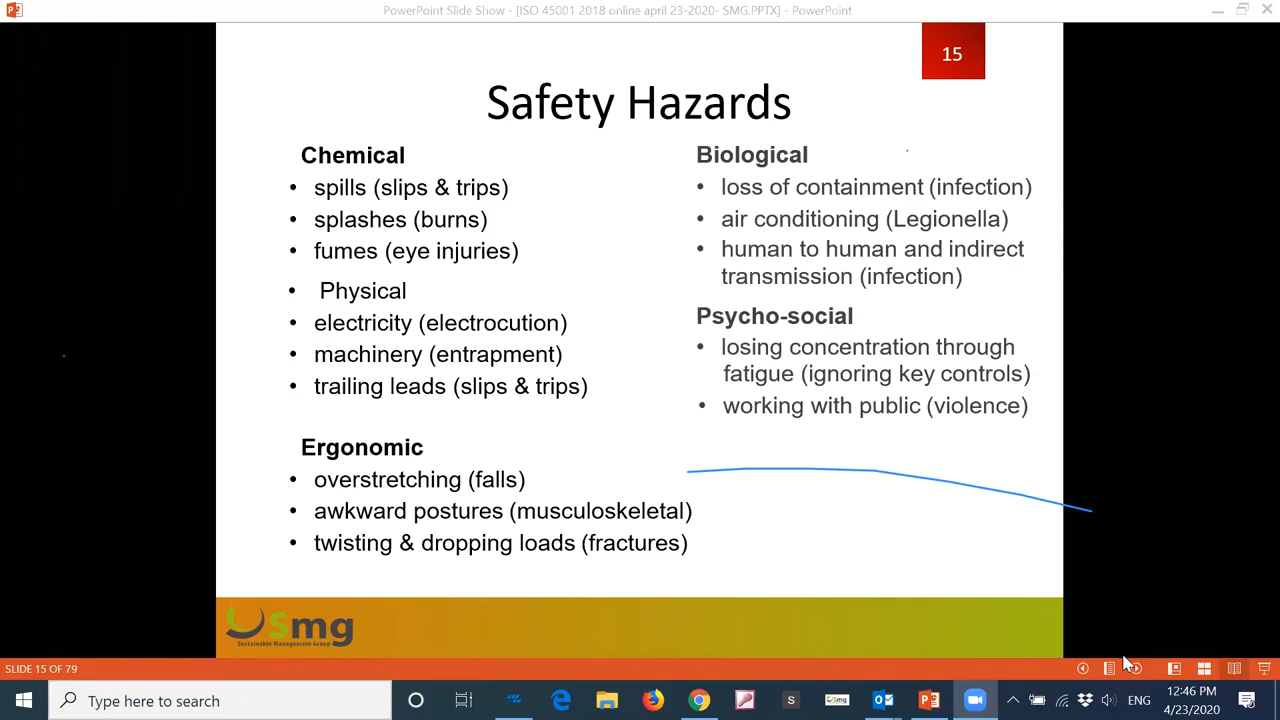 PowerPoint Slide Show - [ISO 45001 2018 online april 23-2020- SMG.PPTX] - PowerPoint
15
Safety Hazards
Chemical
• spills (slips & trips)
• splashes (burns)
• fumes (eye injuries)
• Physical
• electricity (electrocution)
• machinery (entrapment)
• trailing leads (slips & trips)
Ergonomic
• overstretching (falls)
• awkward postures (musculoskeletal)
• twisting & dropping loads (fractures)
Biological
• loss of containment (infection)
• air conditioning (Legionella)
• human to human and indirect
transmission (infection)
Psycho-social
• losing concentration through
fatigue (ignoring key controls)
• working with public (violence)
Smg
Sustainable Management Group
SLIDE 15 OF 79
Type here to search
S
Smg
ENG
12:46 PM
4/23/2020